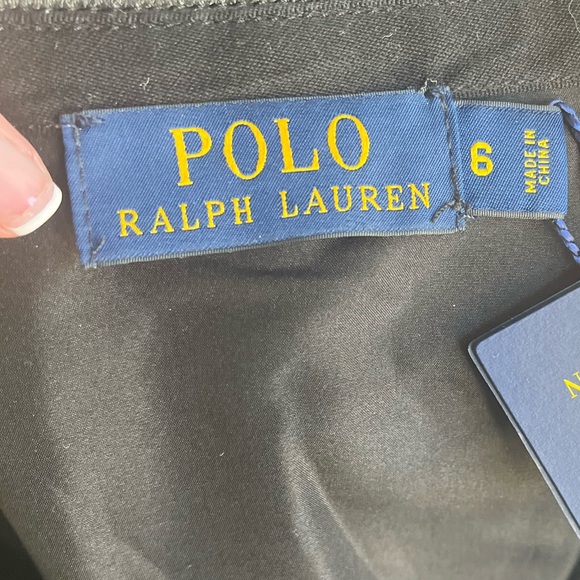 POLO
RALPH LAUREN
6
MADE IN
CHINA
N